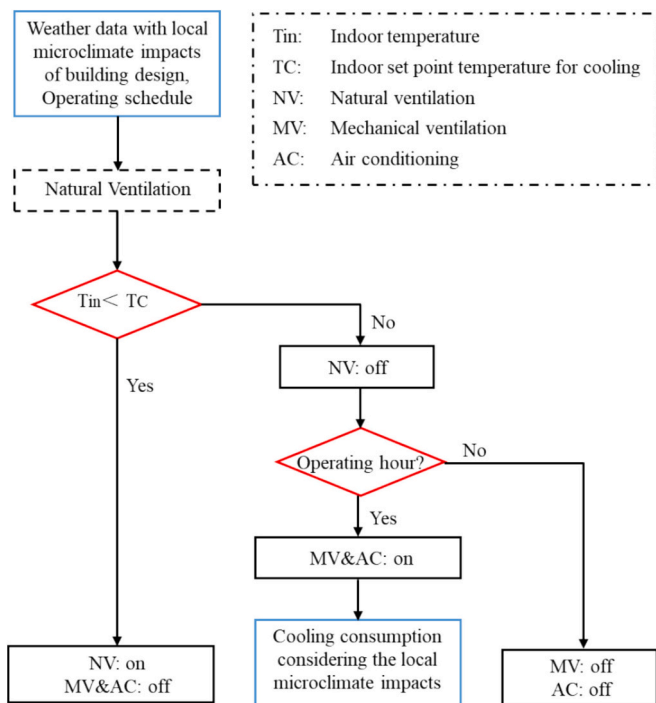 Weather data with local
microclimate impacts
of building design,
Operating schedule
Tin: Indoor temperature
TC: Indoor set point temperature for cooling
NV: Natural ventilation
MV: Mechanical ventilation
AC: Air conditioning
Natural Ventilation
Tin< TC
No
Yes
NV: off
Operating hour?
No
Yes
MV&AC: on
Cooling consumption
considering the local
microclimate impacts
NV: on
MV&AC: off
MV: off
AC: off